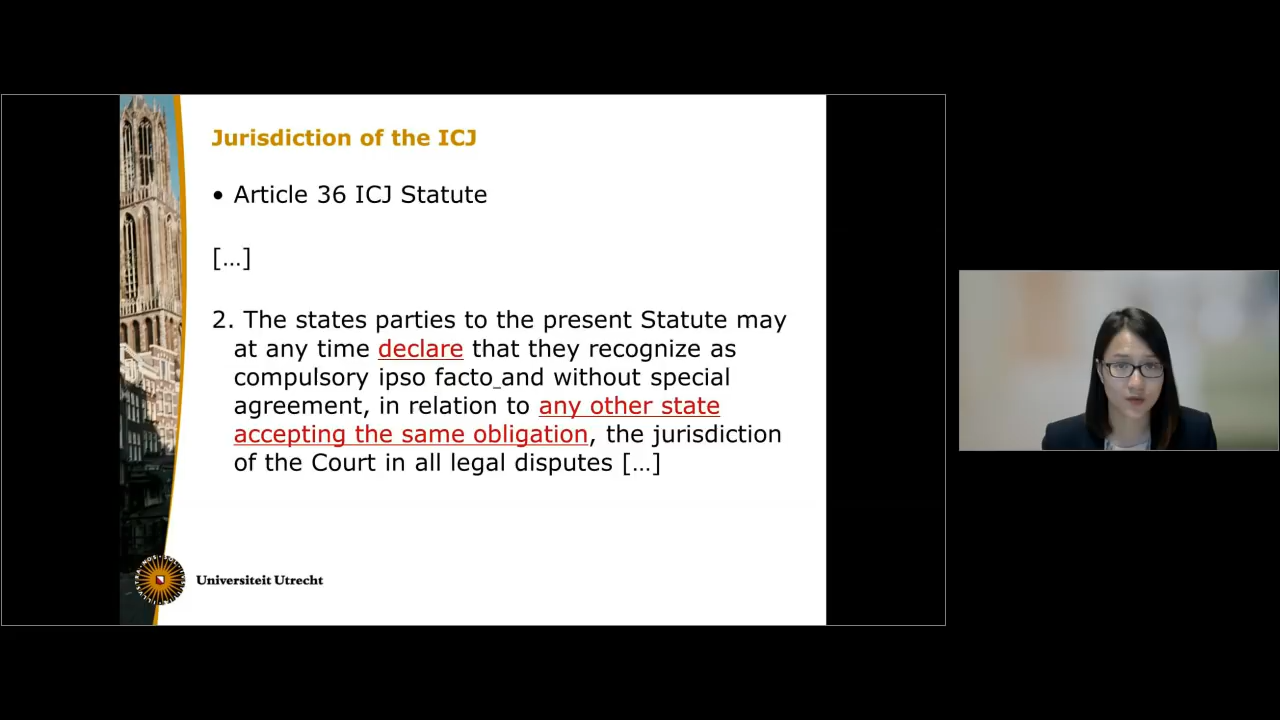 Jurisdiction of the ICJ
• Article 36 ICJ Statute
[…]
2. The states parties to the present Statute may
at any time declare that they recognize as
compulsory ipso facto and without special
agreement, in relation to any other state
accepting the same obligation, the jurisdiction
of the Court in all legal disputes […]
Universiteit Utrecht